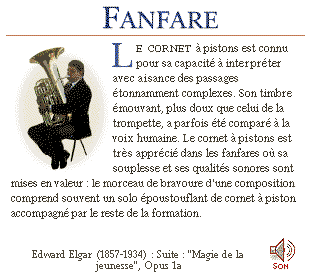 FANFARE
LE CORNET à pistons est connu
pour sa capacité à interpréter
avec aisance des passages
étonnamment complexes. Son timbre
émouvant, plus doux que celui de la
trompette, a parfois été comparé à la
voix humaine. Le cornet à pistons est
très apprécié dans les fanfares où sa
souplesse et ses qualités sonores sont
mises en valeur : le morceau de bravoure d'une composition
comprend souvent un solo époustouflant de cornet à piston
accompagné par le reste de la formation.
Edward Elgar (1857-1934) : Suite : "Magie de la
jeunesse", Opus 1a
SON